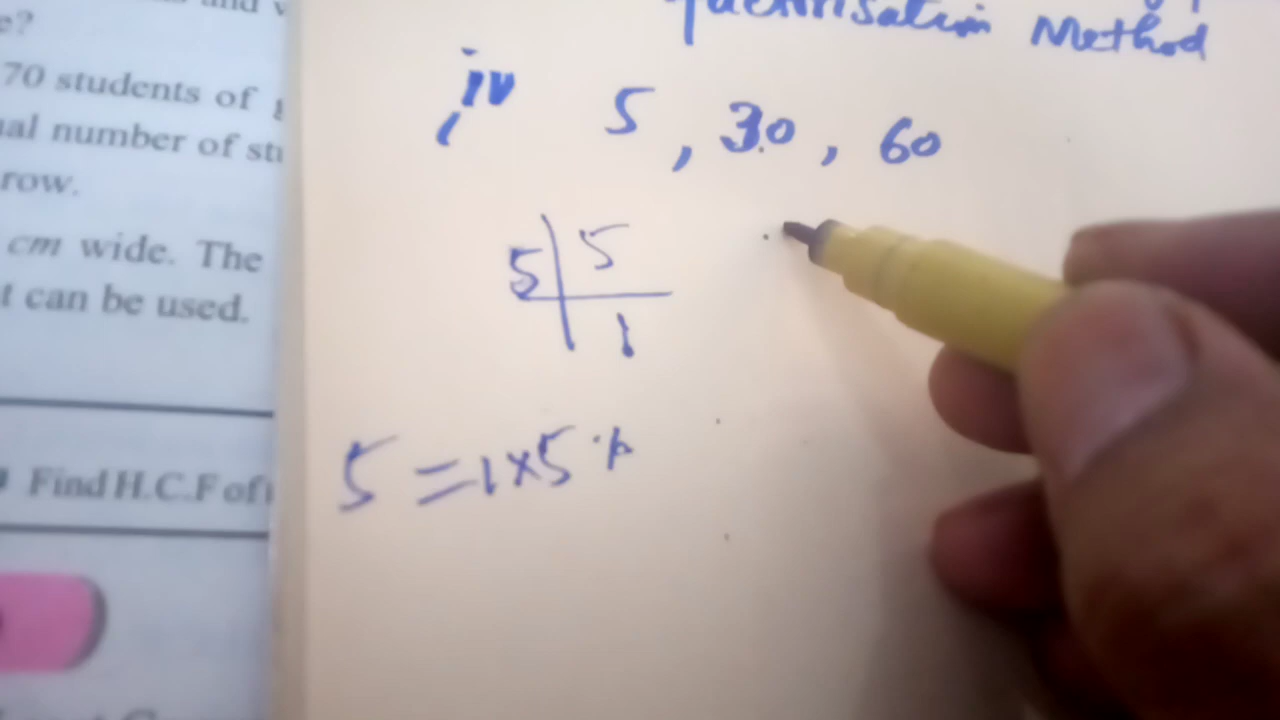 e?
70 students of
al number of
row.
cm wide. The
t can be used.
Find H.C.F of
Method
iv 5, 30, 60
5 | 5
1
5 = 1 × 5